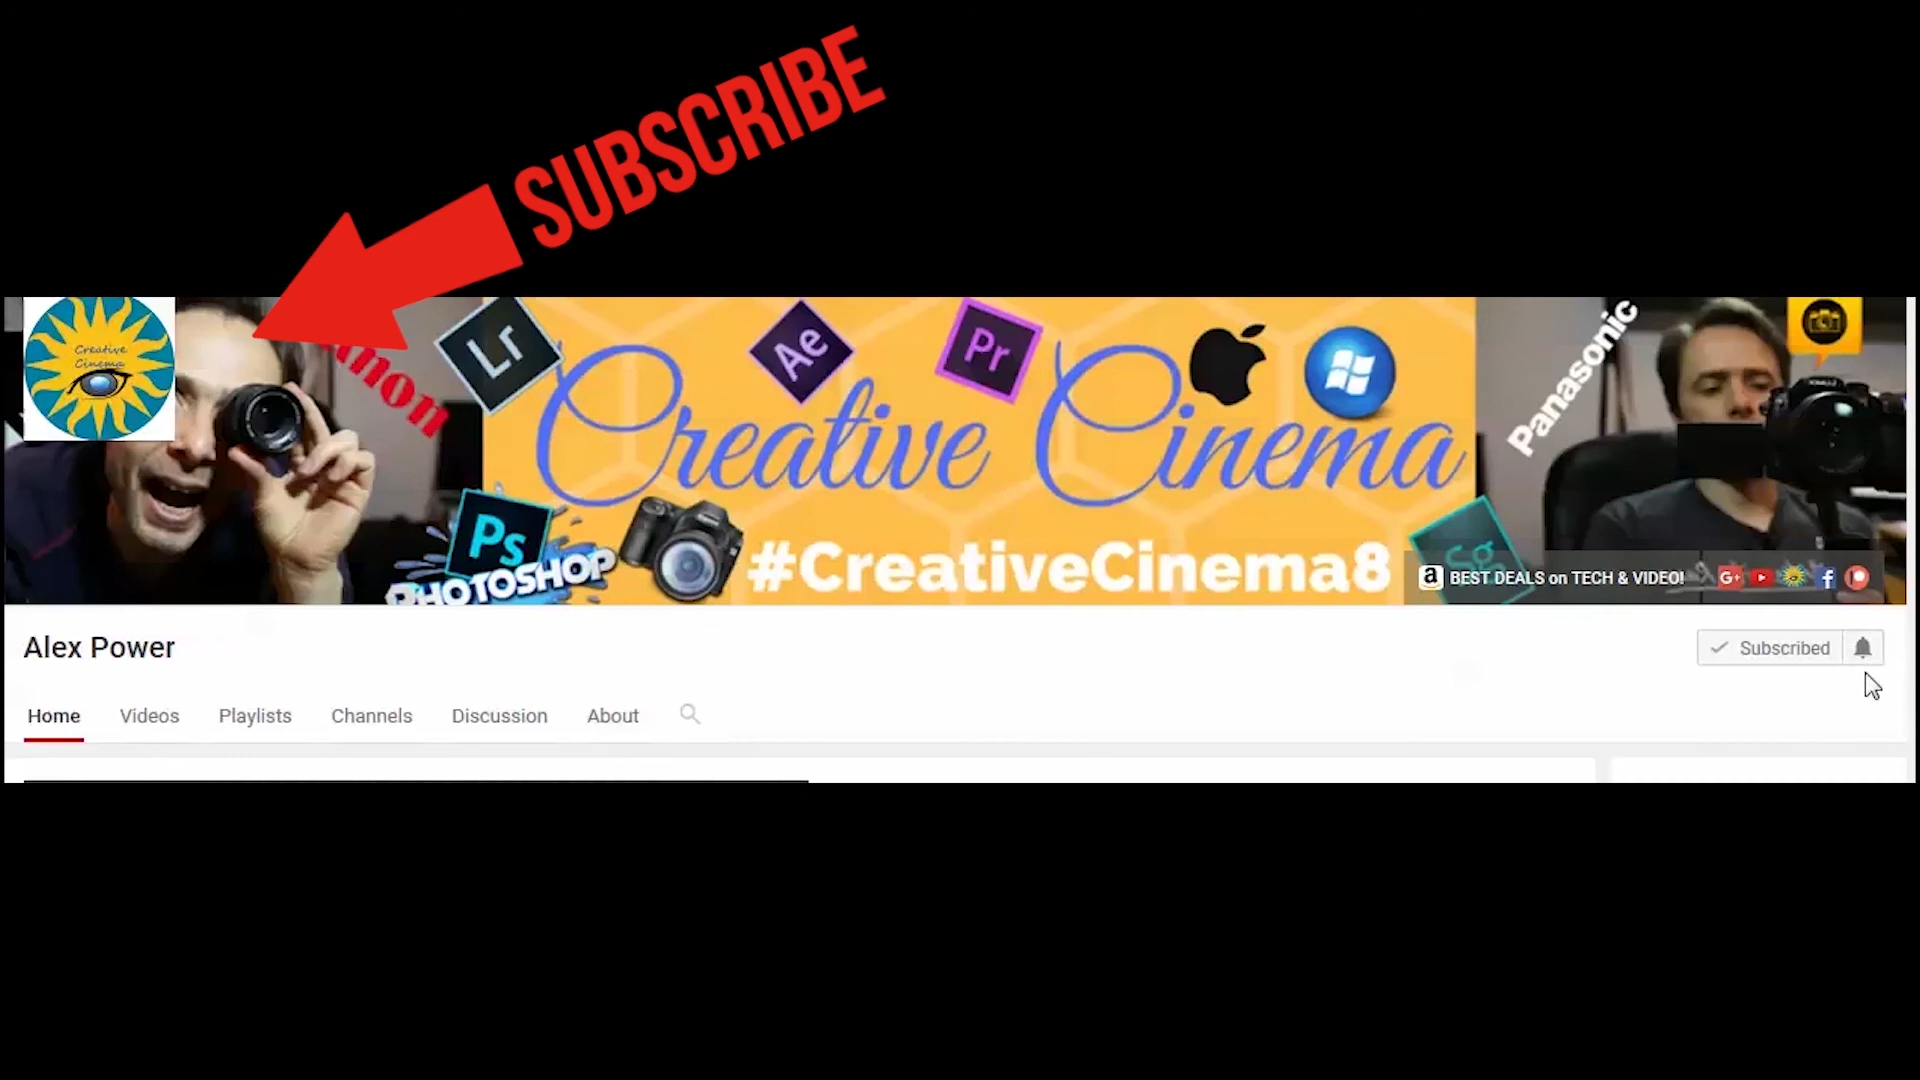 SUBSCRIBE
Creative
Cinema
Lr
Ae
Pr
Panasonic
Creative Cinema
Ps
PHOTOSHOP
#CreativeCinema8
Sg
a BEST DEALS on TECH & VIDEO! G+ f
Alex Power
Subscribed
Home Videos Playlists Channels Discussion About